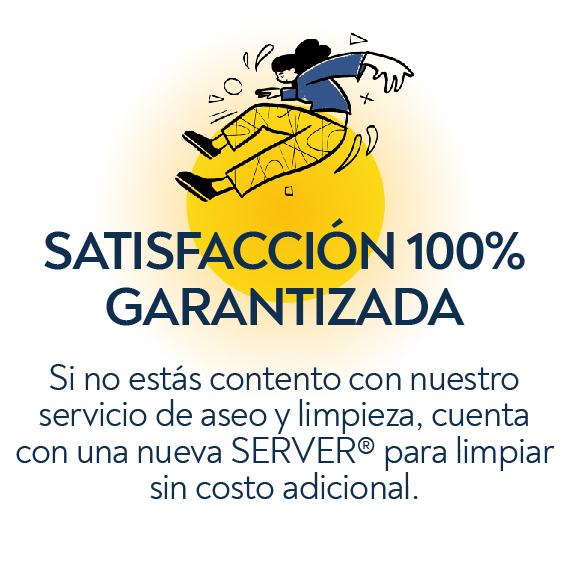 SATISFACCIÓN 100%
GARANTIZADA
Si no estás contento con nuestro
servicio de aseo y limpieza, cuenta
con una nueva SERVER® para limpiar
sin costo adicional.